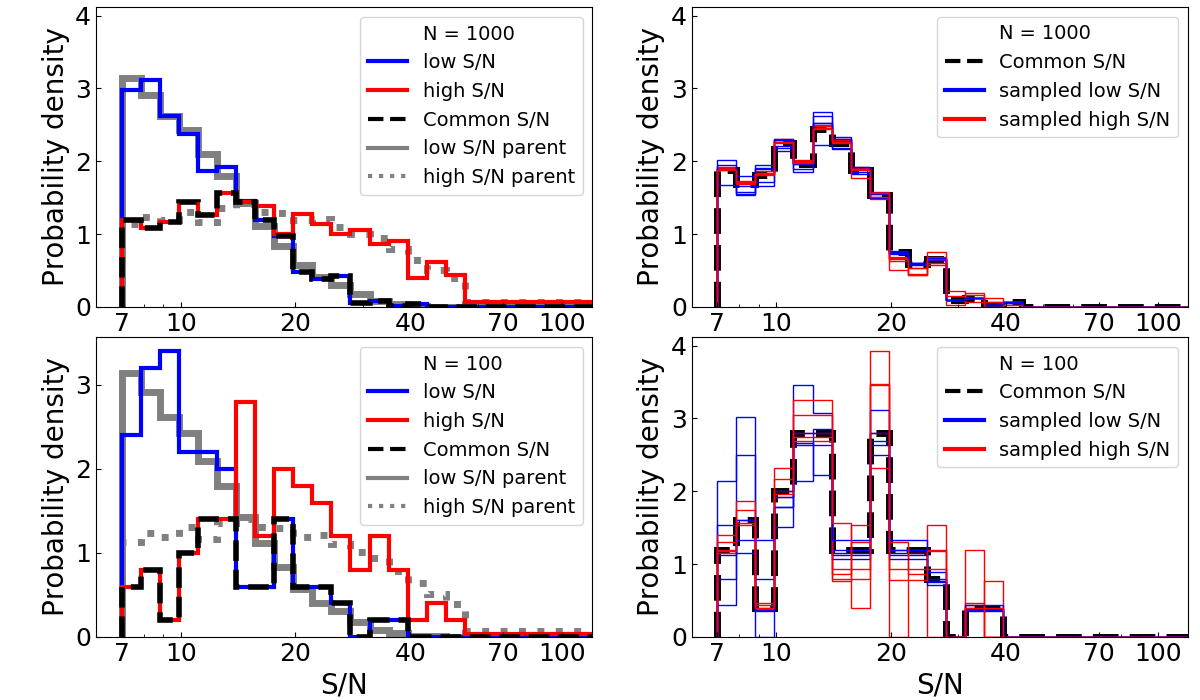 Probability density
4
3
2
1
0
N = 1000
low S/N
high S/N
Common S/N
low S/N parent
high S/N parent
7 10 20 40 70 100
Probability density
4
3
2
1
0
N = 1000
Common S/N
sampled low S/N
sampled high S/N
7 10 20 40 70 100
Probability density
3
2
1
0
N = 100
low S/N
high S/N
Common S/N
low S/N parent
high S/N parent
7 10 20 40 70 100
S/N
Probability density
4
3
2
1
0
N = 100
Common S/N
sampled low S/N
sampled high S/N
7 10 20 40 70 100
S/N